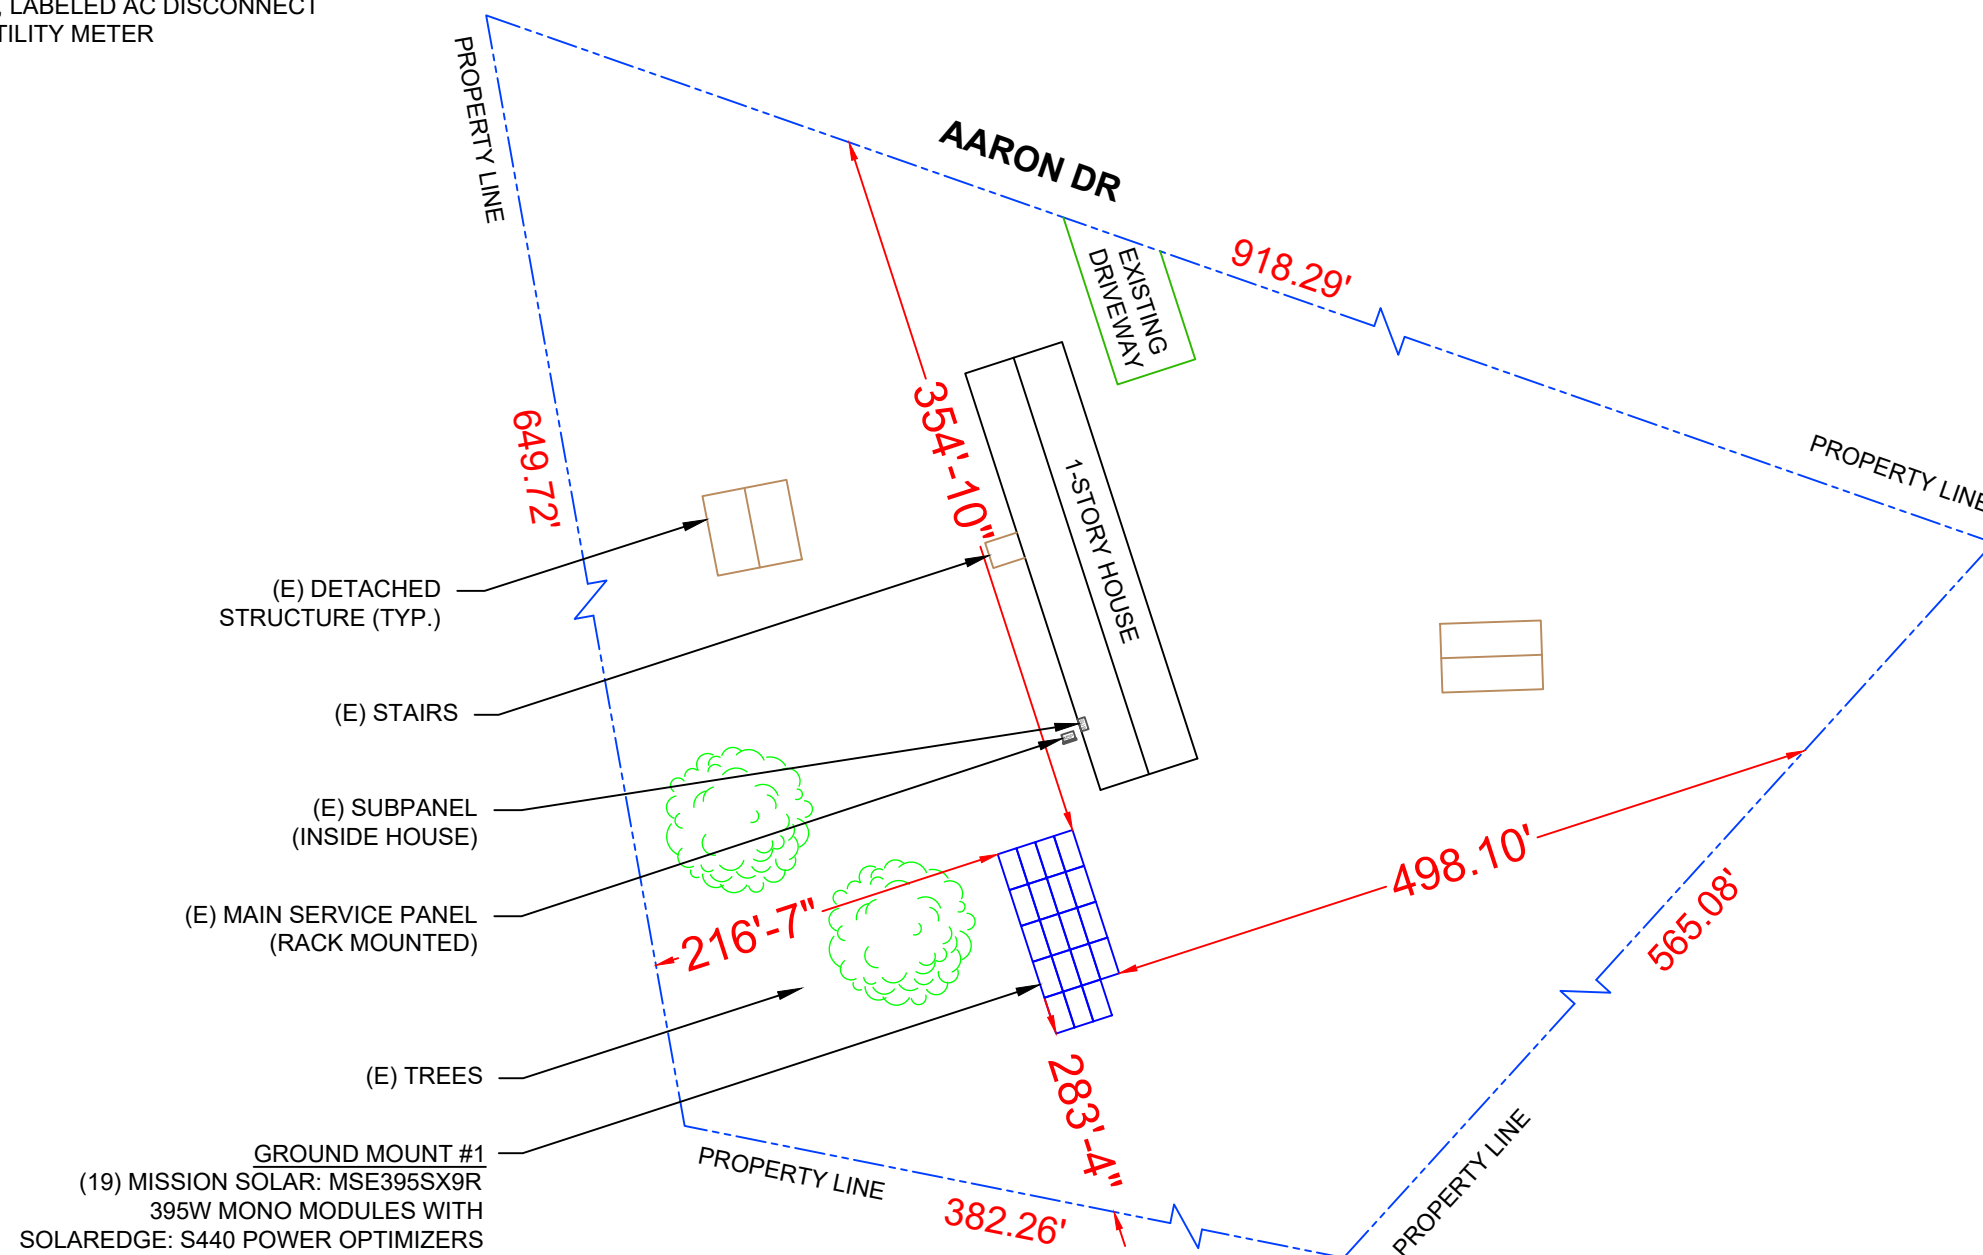 LABELED AC DISCONNECT
TILITY METER
PROPERTY LINE
AARON DR
918.29'
EXISTING
DRIVEWAY
PROPERTY LINE
354'-10"
649.72'
1-STORY HOUSE
(E) DETACHED
STRUCTURE (TYP.)
(E) STAIRS
(E) SUBPANEL
(INSIDE HOUSE)
498.10'
565.08'
(E) MAIN SERVICE PANEL
(RACK MOUNTED)
216'-7"
(E) TREES
283'-4"
GROUND MOUNT #1
(19) MISSION SOLAR: MSE395SX9R
395W MONO MODULES WITH
SOLAREDGE: S440 POWER OPTIMIZERS
PROPERTY LINE
382.26'
PROPERTY LINE